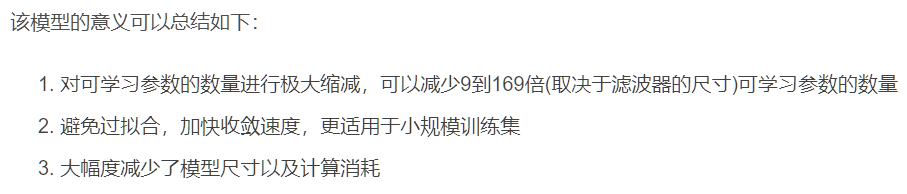 该模型的意义可以总结如下：
1. 对可学习参数的数量进行极大缩减，可以减少9到169倍(取决于滤波器的尺寸)可学习参数的数量
2. 避免过拟合，加快收敛速度，更适用于小规模训练集
3. 大幅度减少了模型尺寸以及计算消耗